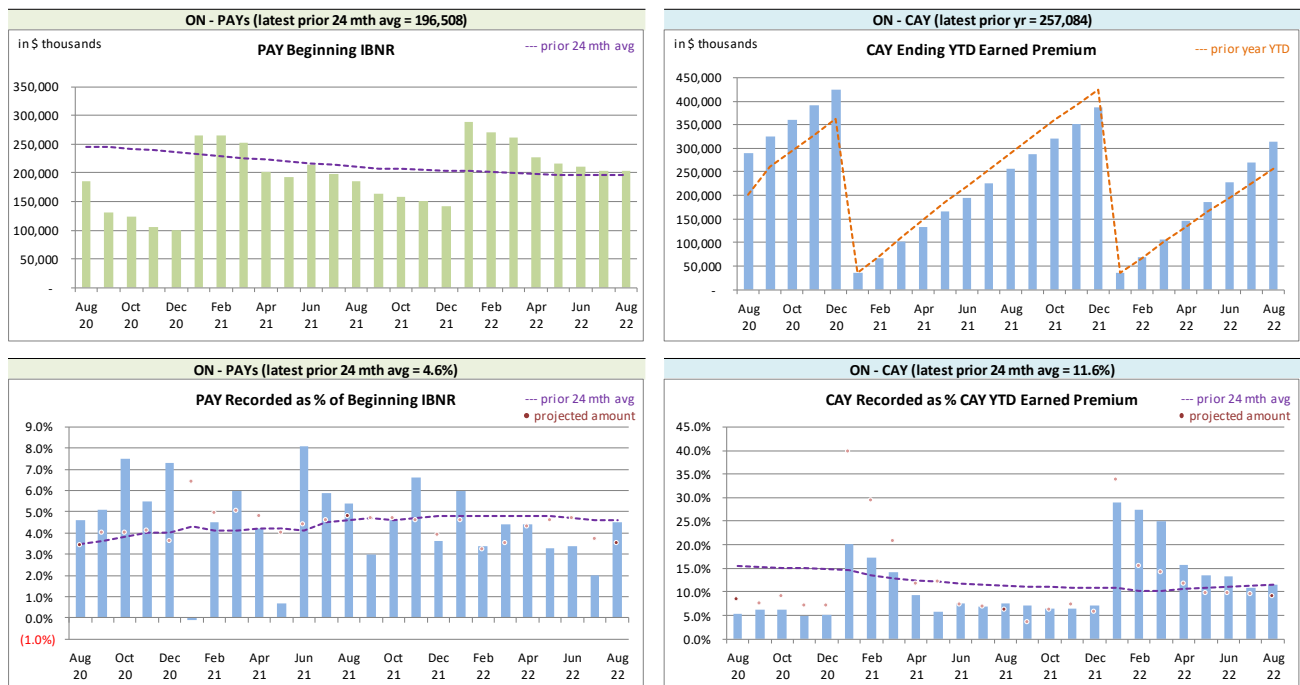 ON - PAYs (latest prior 24 mth avg = 196,508)
in $ thousands
PAY Beginning IBNR
--- prior 24 mth avg
350,000
300,000
250,000
200,000
150,000
100,000
50,000
-
Aug Oct Dec Feb Apr Jun Aug Oct Dec Feb Apr Jun Aug
20 20 20 21 21 21 21 21 21 22 22 22 22
ON - CAY (latest prior yr = 257,084)
in $ thousands
CAY Ending YTD Earned Premium
--- prior year YTD
450,000
400,000
350,000
300,000
250,000
200,000
150,000
100,000
50,000
-
Aug Oct Dec Feb Apr Jun Aug Oct Dec Feb Apr Jun Aug
20 20 20 21 21 21 21 21 21 22 22 22 22
ON - PAYs (latest prior 24 mth avg = 4.6%)
PAY Recorded as % of Beginning IBNR
--- prior 24 mth avg
• projected amount
9.0%
8.0%
7.0%
6.0%
5.0%
4.0%
3.0%
2.0%
1.0%
0.0%
(1.0%)
Aug Oct Dec Feb Apr Jun Aug Oct Dec Feb Apr Jun Aug
20 20 20 21 21 21 21 21 21 22 22 22 22
ON - CAY (latest prior 24 mth avg = 11.6%)
CAY Recorded as % CAY YTD Earned Premium
--- prior 24 mth avg
• projected amount
45.0%
40.0%
35.0%
30.0%
25.0%
20.0%
15.0%
10.0%
5.0%
0.0%
Aug Oct Dec Feb Apr Jun Aug Oct Dec Feb Apr Jun Aug
20 20 20 21 21 21 21 21 21 22 22 22 22